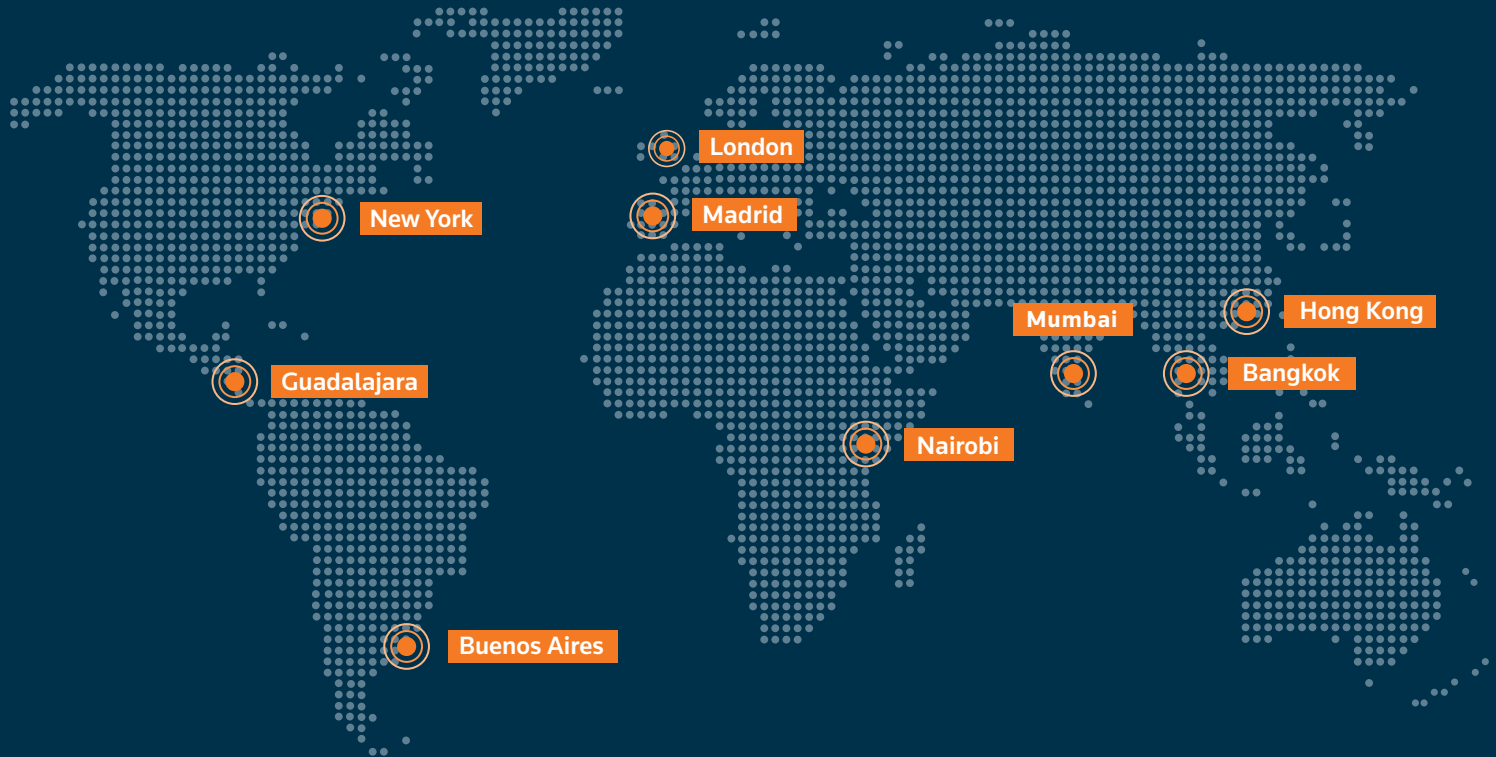 London
Madrid
New York
Hong Kong
Mumbai
Bangkok
Guadalajara
Nairobi
Buenos Aires